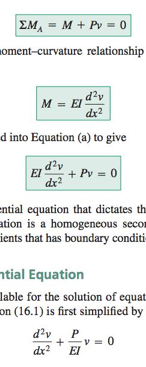 ΣM_A = M + Pv = 0
moment–curvature relationship
M = EI d²v/dx²
d into Equation (a) to give
EI d²v/dx² + Pv = 0
ential equation that dictates th
ation is a homogeneous secon
ients that has boundary conditi
ntial Equation
lable for the solution of equat
on (16.1) is first simplified by
d²v/dx² + P/EI v = 0